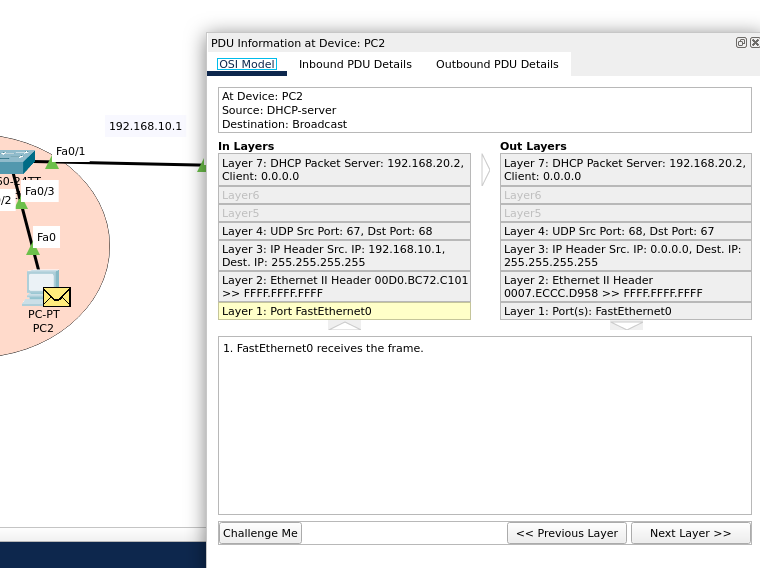 PDU Information at Device: PC2
OSI Model
Inbound PDU Details
Outbound PDU Details
At Device: PC2
Source: DHCP-server
Destination: Broadcast
In Layers
Layer 7: DHCP Packet Server: 192.168.20.2,
Client: 0.0.0.0
Layer6
Layer5
Layer 4: UDP Src Port: 67, Dst Port: 68
Layer 3: IP Header Src. IP: 192.168.10.1,
Dest. IP: 255.255.255.255
Layer 2: Ethernet II Header 00D0.BC72.C101
>> FFFF.FFFF.FFFF
Layer 1: Port FastEthernet0
Out Layers
Layer 7: DHCP Packet Server: 192.168.20.2,
Client: 0.0.0.0
Layer6
Layer5
Layer 4: UDP Src Port: 68, Dst Port: 67
Layer 3: IP Header Src. IP: 0.0.0.0, Dest. IP:
255.255.255.255
Layer 2: Ethernet II Header
0007.ECCC.D958 >> FFFF.FFFF.FFFF
Layer 1: Port(s): FastEthernet0
1. FastEthernet0 receives the frame.
Challenge Me
<< Previous Layer
Next Layer >>
192.168.10.1
Fa0/1
Fa0/3
/2
Fa0
PC-PT
PC2